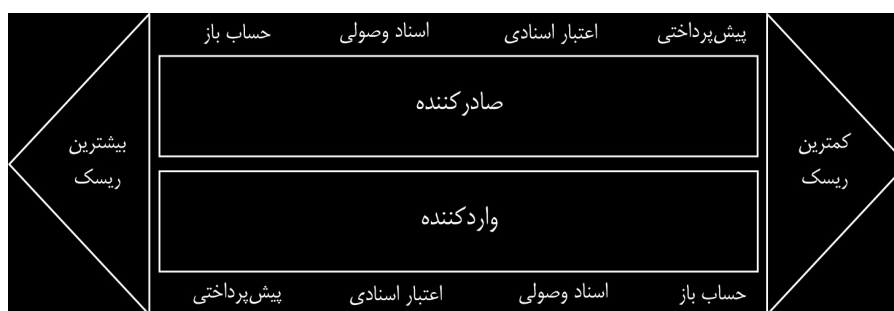 پیش‌پرداختی اعتبار اسنادی اسناد وصولی حساب باز
صادرکننده
کمترین
ریسک
بیشترین
ریسک
واردکننده
حساب باز اسناد وصولی اعتبار اسنادی پیش‌پرداختی